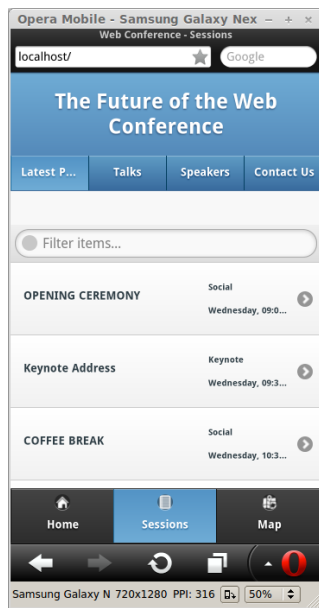 Opera Mobile - Samsung Galaxy Nex - + ×
Web Conference - Sessions
localhost/ Google
The Future of the Web
Conference
Latest P... Talks Speakers Contact Us
Filter items...
Social
OPENING CEREMONY
Wednesday, 09:0...
Keynote
Keynote Address
Wednesday, 09:3...
Social
COFFEE BREAK
Wednesday, 10:3...
Home Sessions Map
Samsung Galaxy N 720x1280 PPI: 316 50%